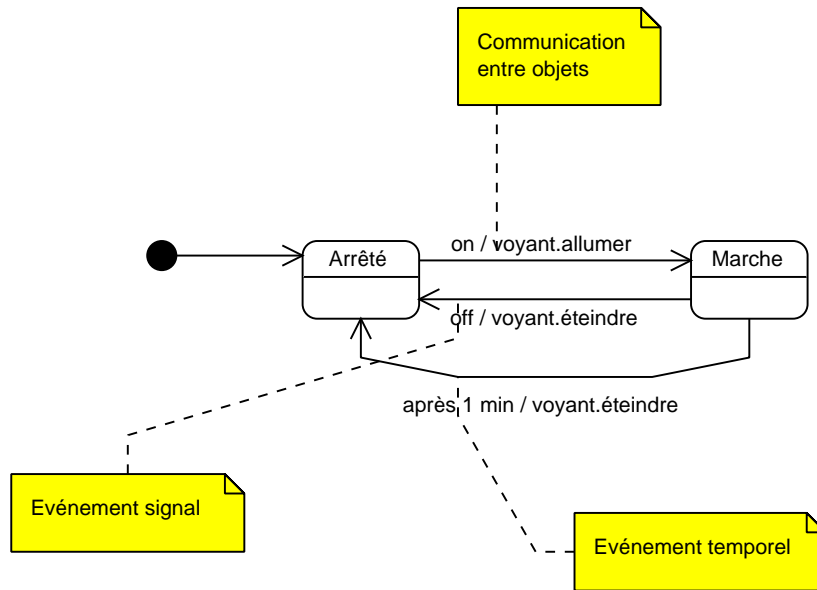 Communication
entre objets
on / voyant.allumer
Arrêté
Marche
off / voyant.éteindre
après 1 min / voyant.éteindre
Evénement signal
Evénement temporel